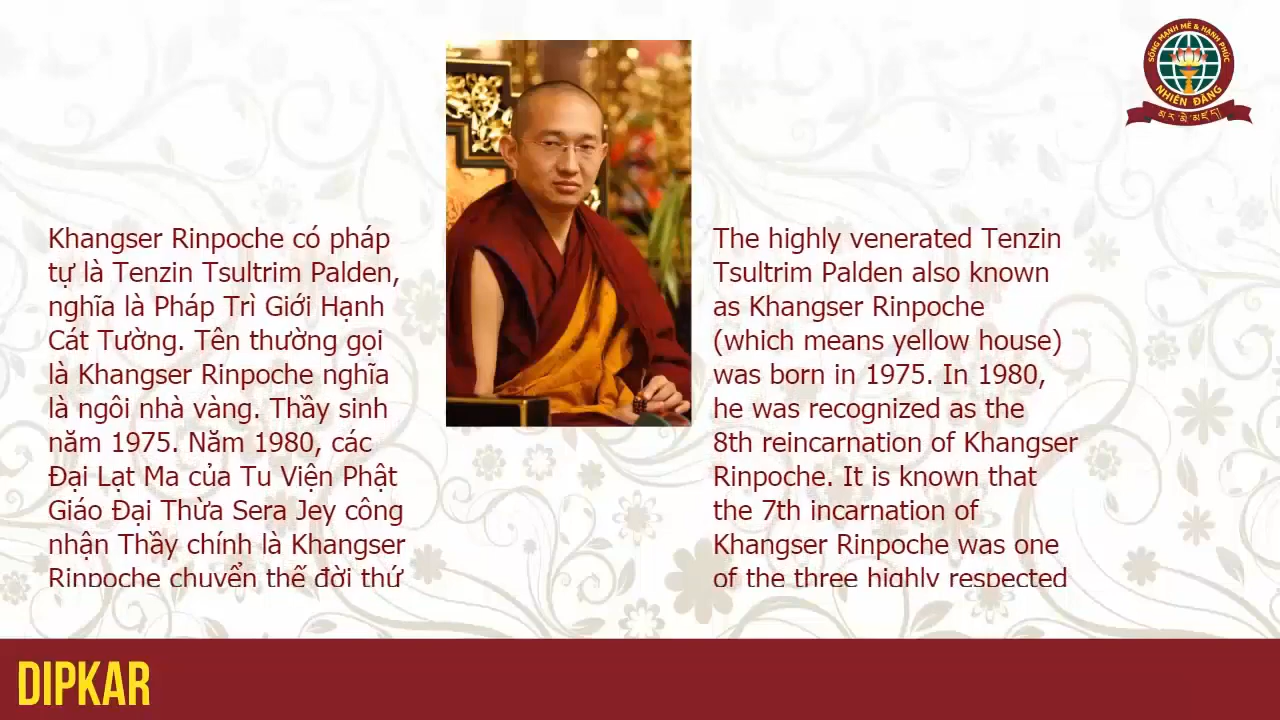 SỐNG MẠNH MẼ & HẠNH PHÚC
NHIÊN ĐĂNG
Khangser Rinpoche có pháp
tự là Tenzin Tsultrim Palden,
nghĩa là Pháp Trì Giới Hạnh
Cát Tường. Tên thường gọi
là Khangser Rinpoche nghĩa
là ngôi nhà vàng. Thầy sinh
năm 1975. Năm 1980, các
Đại Lạt Ma của Tu Viện Phật
Giáo Đại Thừa Sera Jey công
nhận Thầy chính là Khangser
Rinpoche chuyển thế đời thứ
The highly venerated Tenzin
Tsultrim Palden also known
as Khangser Rinpoche
(which means yellow house)
was born in 1975. In 1980,
he was recognized as the
8th reincarnation of Khangser
Rinpoche. It is known that
the 7th incarnation of
Khangser Rinpoche was one
of the three highly respected
DIPKAR